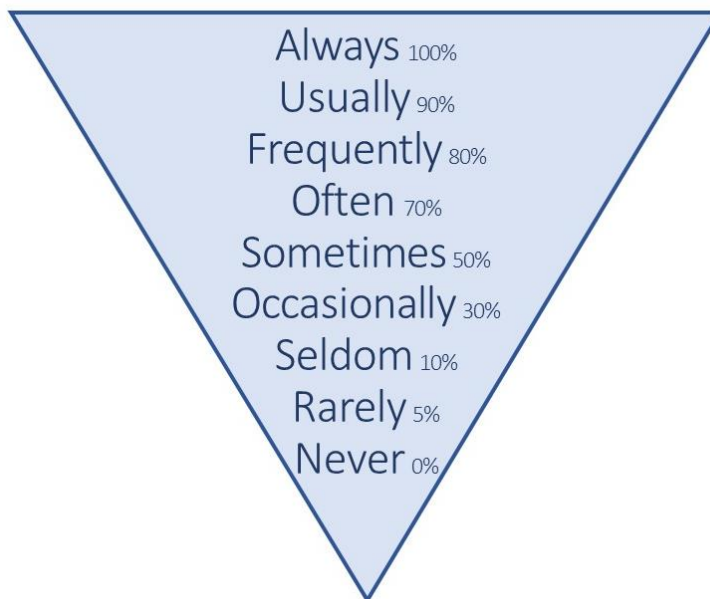 Always 100%
Usually 90%
Frequently 80%
Often 70%
Sometimes 50%
Occasionally 30%
Seldom 10%
Rarely 5%
Never 0%